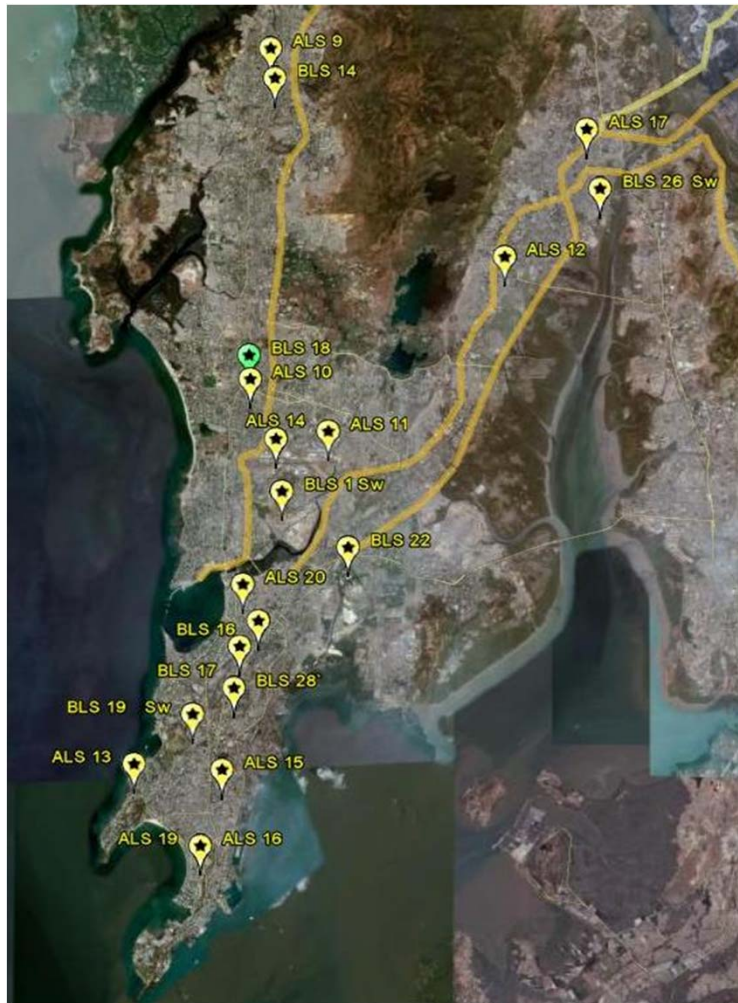 ALS 9
BLS 14
ALS 17
BLS 26 Sw
ALS 12
BLS 18
ALS 10
ALS 14
ALS 11
BLS 1 Sw
BLS 22
ALS 20
BLS 16
BLS 17
BLS 28'
BLS 19 Sw
ALS 13
ALS 15
ALS 19
ALS 16